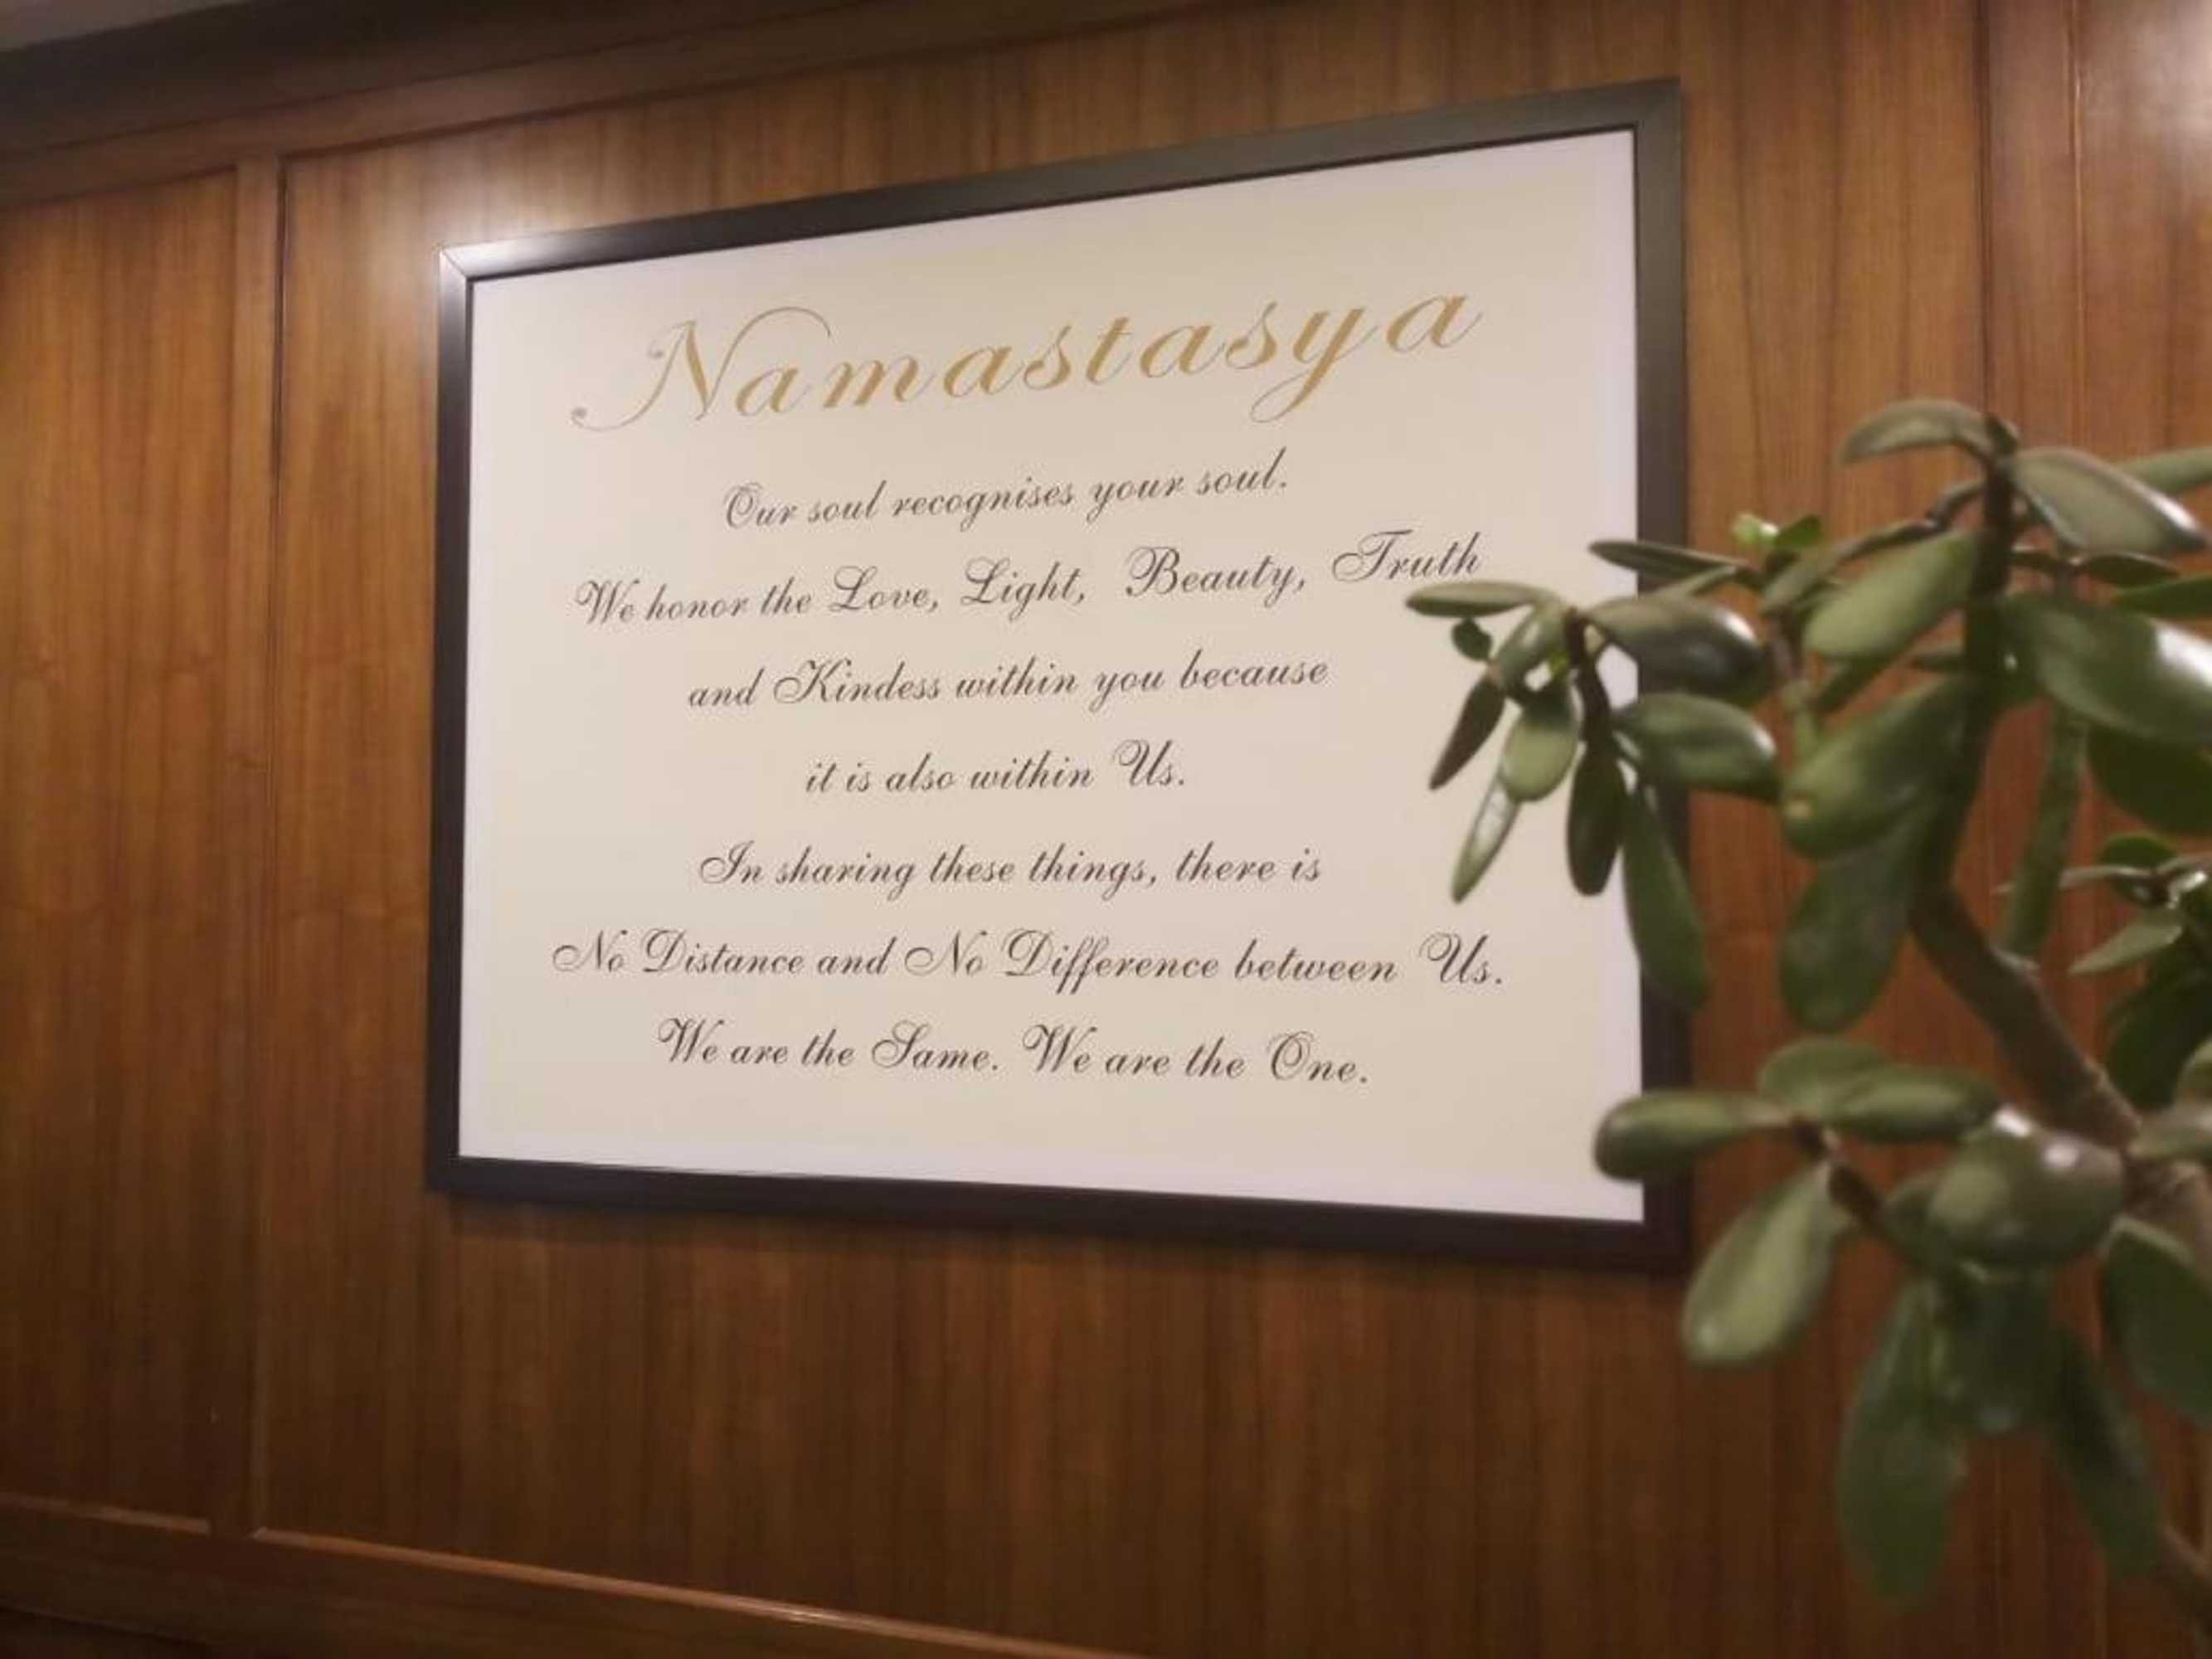 Namastasya
Our soul recognises your soul.
We honor the Love, Light, Beauty, Truth
and Kindess within you because
it is also within Us.
In sharing these things, there is
No Distance and No Difference between Us.
We are the Same. We are the One.